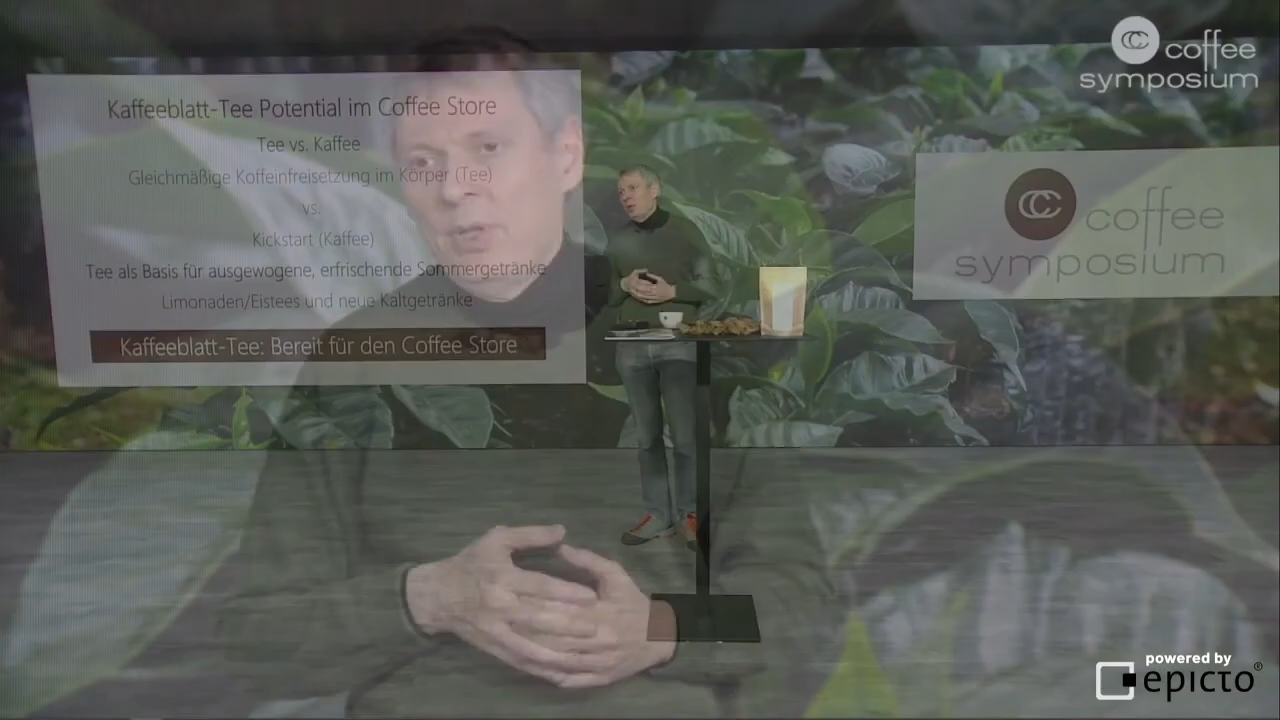 Kaffeeblatt-Tee Potential im Coffee Store
Tee vs. Kaffee
Gleichmäßige Koffeinfreisetzung im Körper (Tee)
vs.
Kickstart (Kaffee)
Tee als Basis für ausgewogene, erfrischende Sommergetränke
Limonaden/Eistees und neue Kaltgetränke
Kaffeeblatt-Tee: Bereit für den Coffee Store
coffee
symposium
coffee
symposium
powered by
epicto®